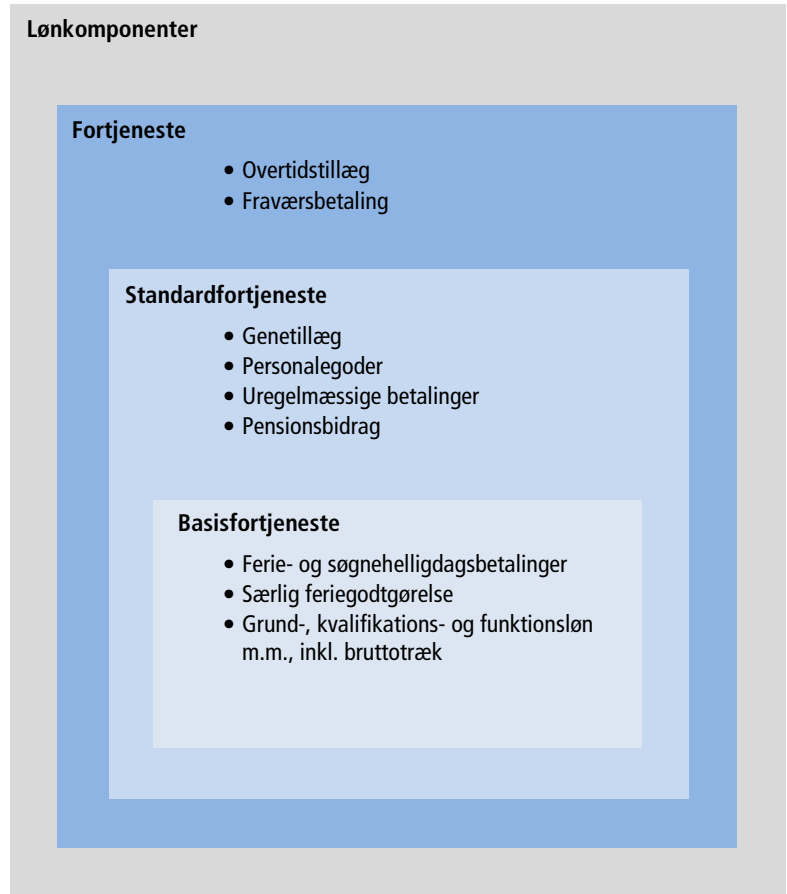 Lønkomponenter
Fortjeneste
• Overtidstillæg
• Fraværsbetaling
Standardfortjeneste
• Genetillæg
• Personalegoder
• Uregelmæssige betalinger
• Pensionsbidrag
Basisfortjeneste
• Ferie- og søgnehelligdagsbetalinger
• Særlig feriegodtgørelse
• Grund-, kvalifikations- og funktionsløn
m.m., inkl. bruttotræk